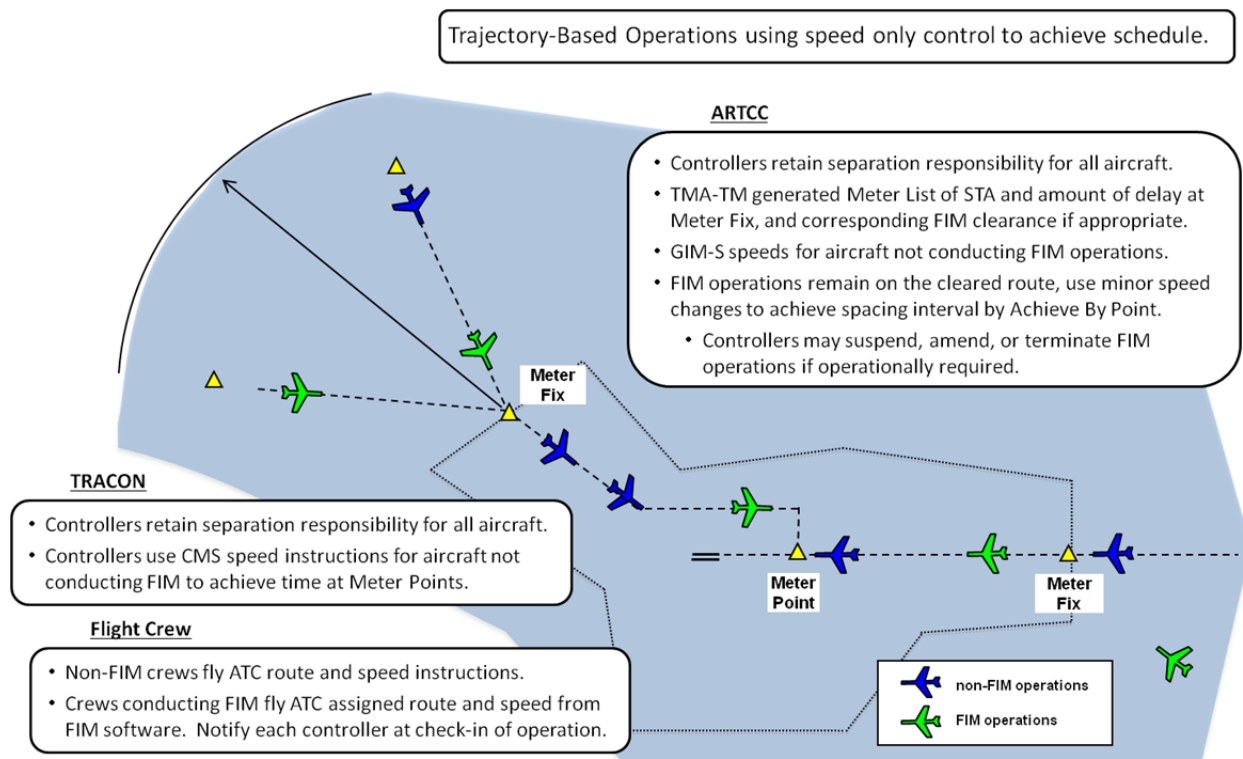 Trajectory-Based Operations using speed only control to achieve schedule.
ARTCC
• Controllers retain separation responsibility for all aircraft.
• TMA-TM generated Meter List of STA and amount of delay at
Meter Fix, and corresponding FIM clearance if appropriate.
• GIM-S speeds for aircraft not conducting FIM operations.
• FIM operations remain on the cleared route, use minor speed
changes to achieve spacing interval by Achieve By Point.
• Controllers may suspend, amend, or terminate FIM
operations if operationally required.
Meter
Fix
TRACON
• Controllers retain separation responsibility for all aircraft.
• Controllers use CMS speed instructions for aircraft not
conducting FIM to achieve time at Meter Points.
Meter
Point
Meter
Fix
Flight Crew
• Non-FIM crews fly ATC route and speed instructions.
• Crews conducting FIM fly ATC assigned route and speed from
FIM software.  Notify each controller at check-in of operation.
non-FIM operations
FIM operations